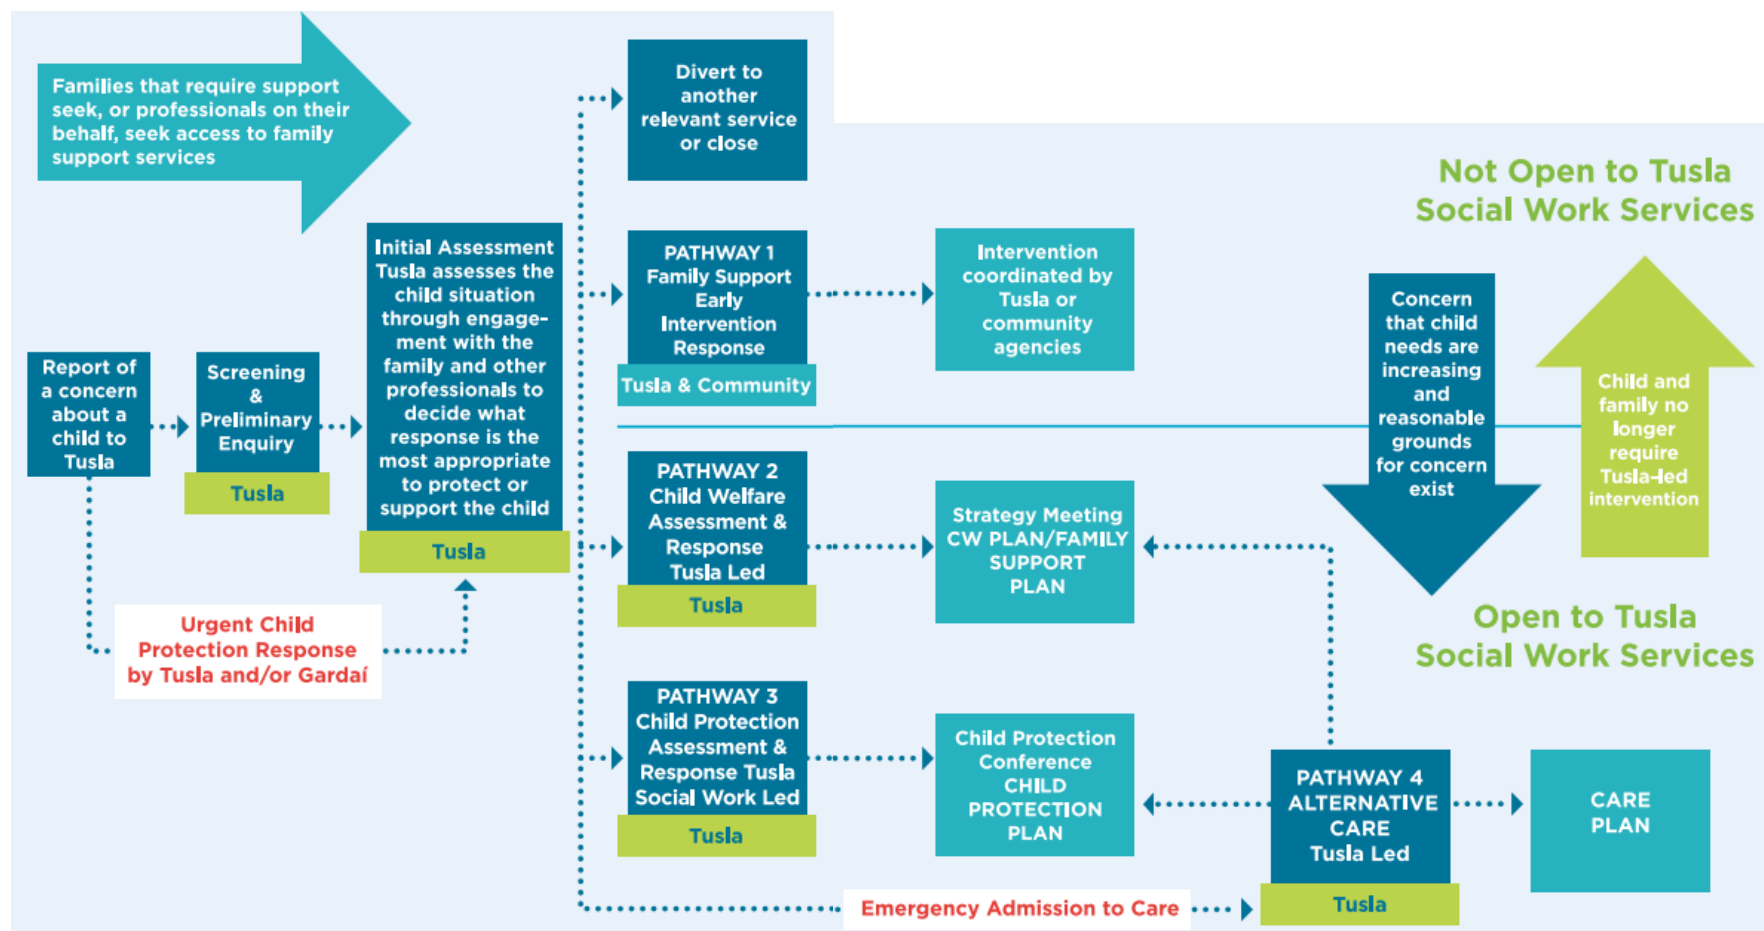 Families that require support
seek, or professionals on their
behalf, seek access to family
support services
Divert to
another
relevant service
or close
Not Open to Tusla
Social Work Services
Report of
a concern
about a
child to
Tusla
Screening
&
Preliminary
Enquiry
Tusla
Initial Assessment
Tusla assesses the
child situation
through engage-
ment with the
family and other
professionals to
decide what
response is the
most appropriate
to protect or
support the child
Tusla
Urgent Child
Protection Response
by Tusla and/or Gardaí
PATHWAY 1
Family Support
Early
Intervention
Response
Tusla & Community
Intervention
coordinated by
Tusla or
community
agencies
Concern
that child
needs are
increasing
and
reasonable
grounds
for concern
exist
Child and
family no
longer
require
Tusla-led
intervention
PATHWAY 2
Child Welfare
Assessment &
Response
Tusla Led
Tusla
Strategy Meeting
CW PLAN/FAMILY
SUPPORT
PLAN
Open to Tusla
Social Work Services
PATHWAY 3
Child Protection
Assessment &
Response Tusla
Social Work Led
Tusla
Child Protection
Conference
CHILD
PROTECTION
PLAN
PATHWAY 4
ALTERNATIVE
CARE
Tusla Led
Tusla
CARE
PLAN
Emergency Admission to Care